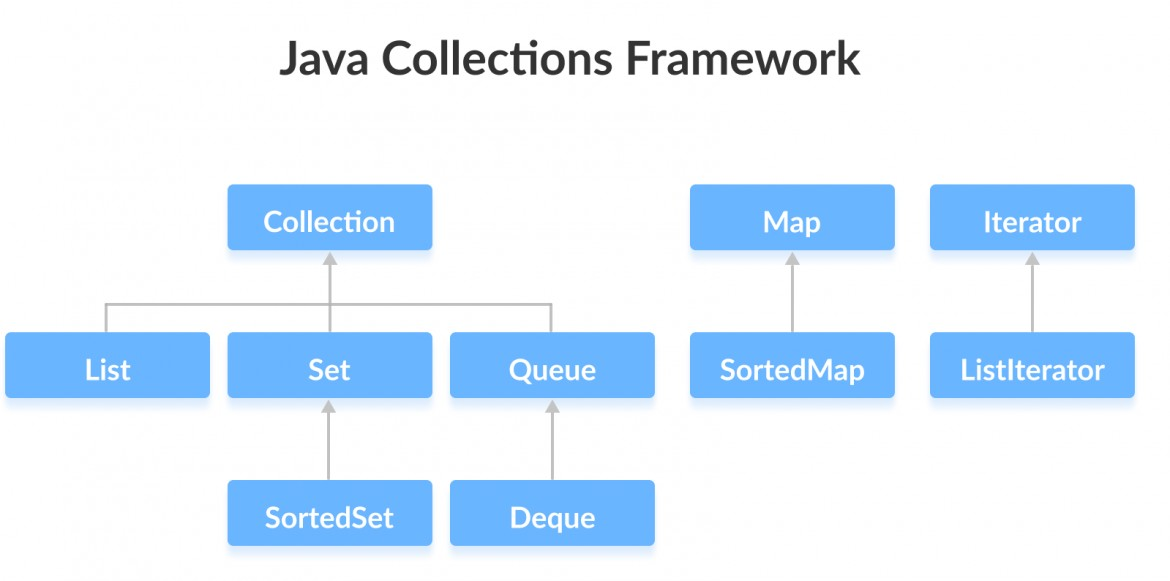 Java Collections Framework
Collection
Map
Iterator
List
Set
Queue
SortedMap
ListIterator
SortedSet
Deque